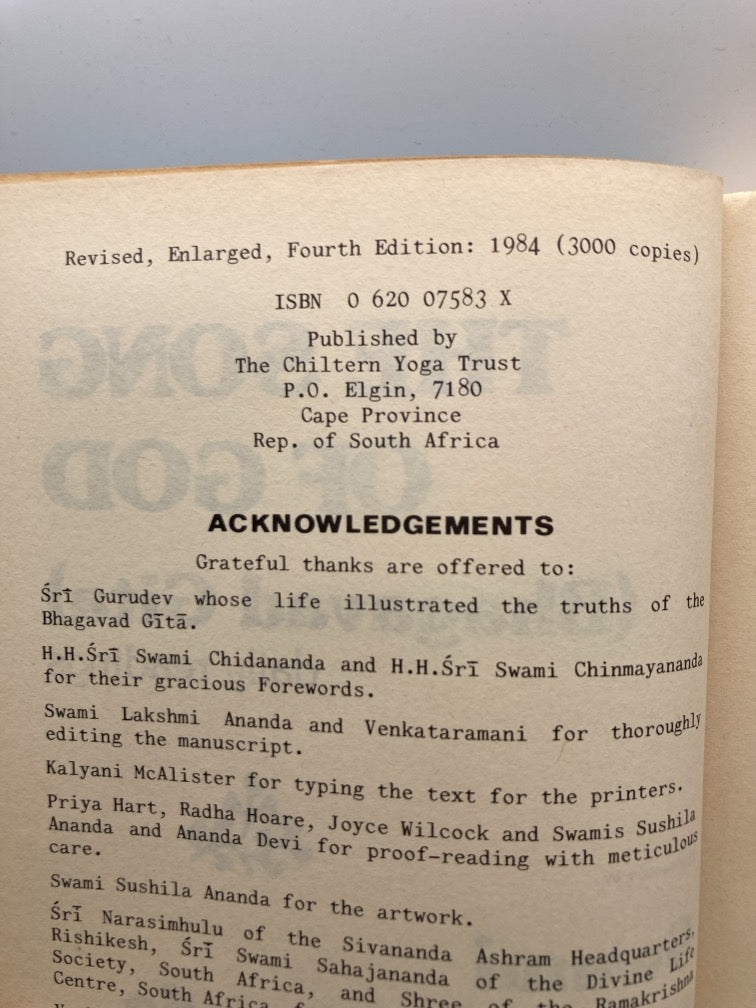 Revised, Enlarged, Fourth Edition: 1984 (3000 copies)
ISBN 0 620 07583 X
Published by
The Chiltern Yoga Trust
P.O. Elgin, 7180
Cape Province
Rep. of South Africa
ACKNOWLEDGEMENTS
Grateful thanks are offered to:
Śrī Gurudev whose life illustrated the truths of the
Bhagavad Gītā.
H.H.Śrī Swami Chidananda and H.H.Śrī Swami Chinmayananda
for their gracious Forewords.
Swami Lakshmi Ananda and Venkataramani for thoroughly
editing the manuscript.
Kalyani McAlister for typing the text for the printers.
Priya Hart, Radha Hoare, Joyce Wilcock and Swamis Sushila
Ananda and Ananda Devi for proof-reading with meticulous
care.
Swami Sushila Ananda for the artwork.
Śrī Narasimhulu of the Sivananda Ashram Headquarters,
Rishikesh, Śrī Swami Sahajananda of the Divine Life
Society, South Africa, and Shree of the Ramakrishna
Centre, South Africa